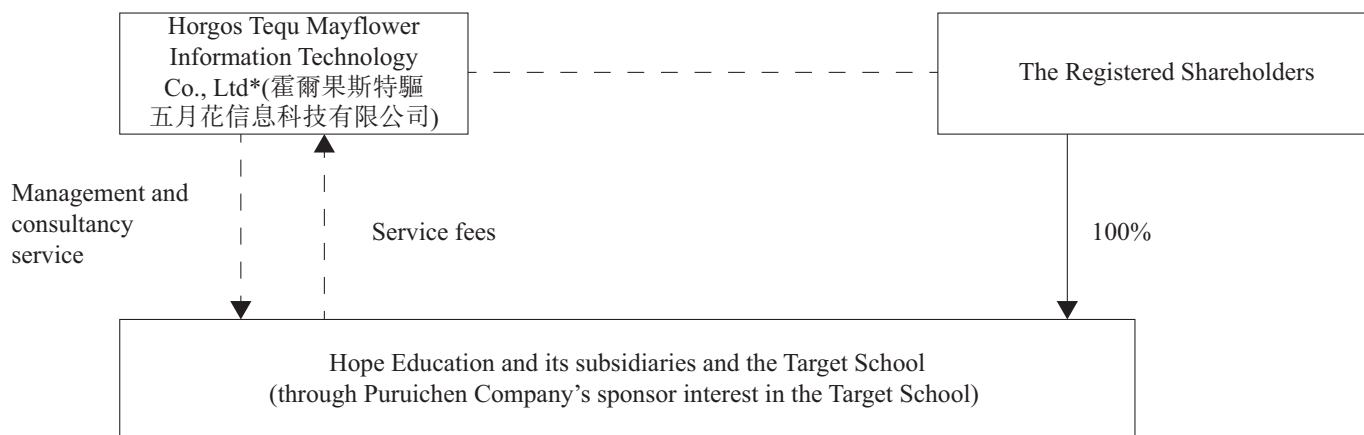 Horgos Tequ Mayflower
Information Technology
Co., Ltd*(霍爾果斯特驅
五月花信息科技有限公司)
The Registered Shareholders
Management and
consultancy
service
Service fees
100%
Hope Education and its subsidiaries and the Target School
(through Puruichen Company’s sponsor interest in the Target School)